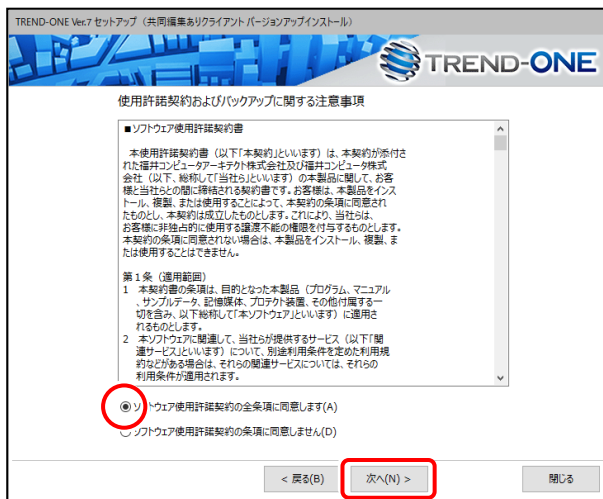 TREND-ONE Ver.7 セットアップ（共同編集ありクライアント バージョンアップインストール）
TREND-ONE
使用許諾契約およびバックアップに関する注意事項
■ソフトウェア使用許諾契約書
本使用許諾契約書（以下「本契約」といいます）は、本契約が添付さ
れた福井コンピュータアーキテクト株式会社及び福井コンピュータ株式
会社（以下、総称して「当社ら」といいます）の本製品に関して、お客
様と当社らとの間に締結される契約書です。お客様は、本製品をインス
トール、複製、または使用することによって、本契約の条項に同意され
たものとし、本契約は成立したものとします。これにより、当社らは、
お客様に非独占的に使用する譲渡不能の権限を付与するものとします。
本契約の条項に同意されない場合は、本製品をインストール、複製、ま
たは使用することはできません。
第１条（適用範囲）
1 本契約書の条項は、目的となった本製品（プログラム、マニュアル
、サンプルデータ、記憶媒体、プロテクト装置、その他付属する一
切を含み、以下総称して「本ソフトウェア」といいます）に適用さ
れるものとします。
2 本ソフトウェアに関連して、当社らが提供するサービス（以下「関
連サービス」といいます）について、別途利用条件を定めた利用規
約などがある場合は、それらの関連サービスについては、それらの
利用条件が適用されます。
ソフトウェア使用許諾契約の全条項に同意します(A)
ソフトウェア使用許諾契約の条項に同意しません(D)
< 戻る(B) 次へ(N) > 閉じる